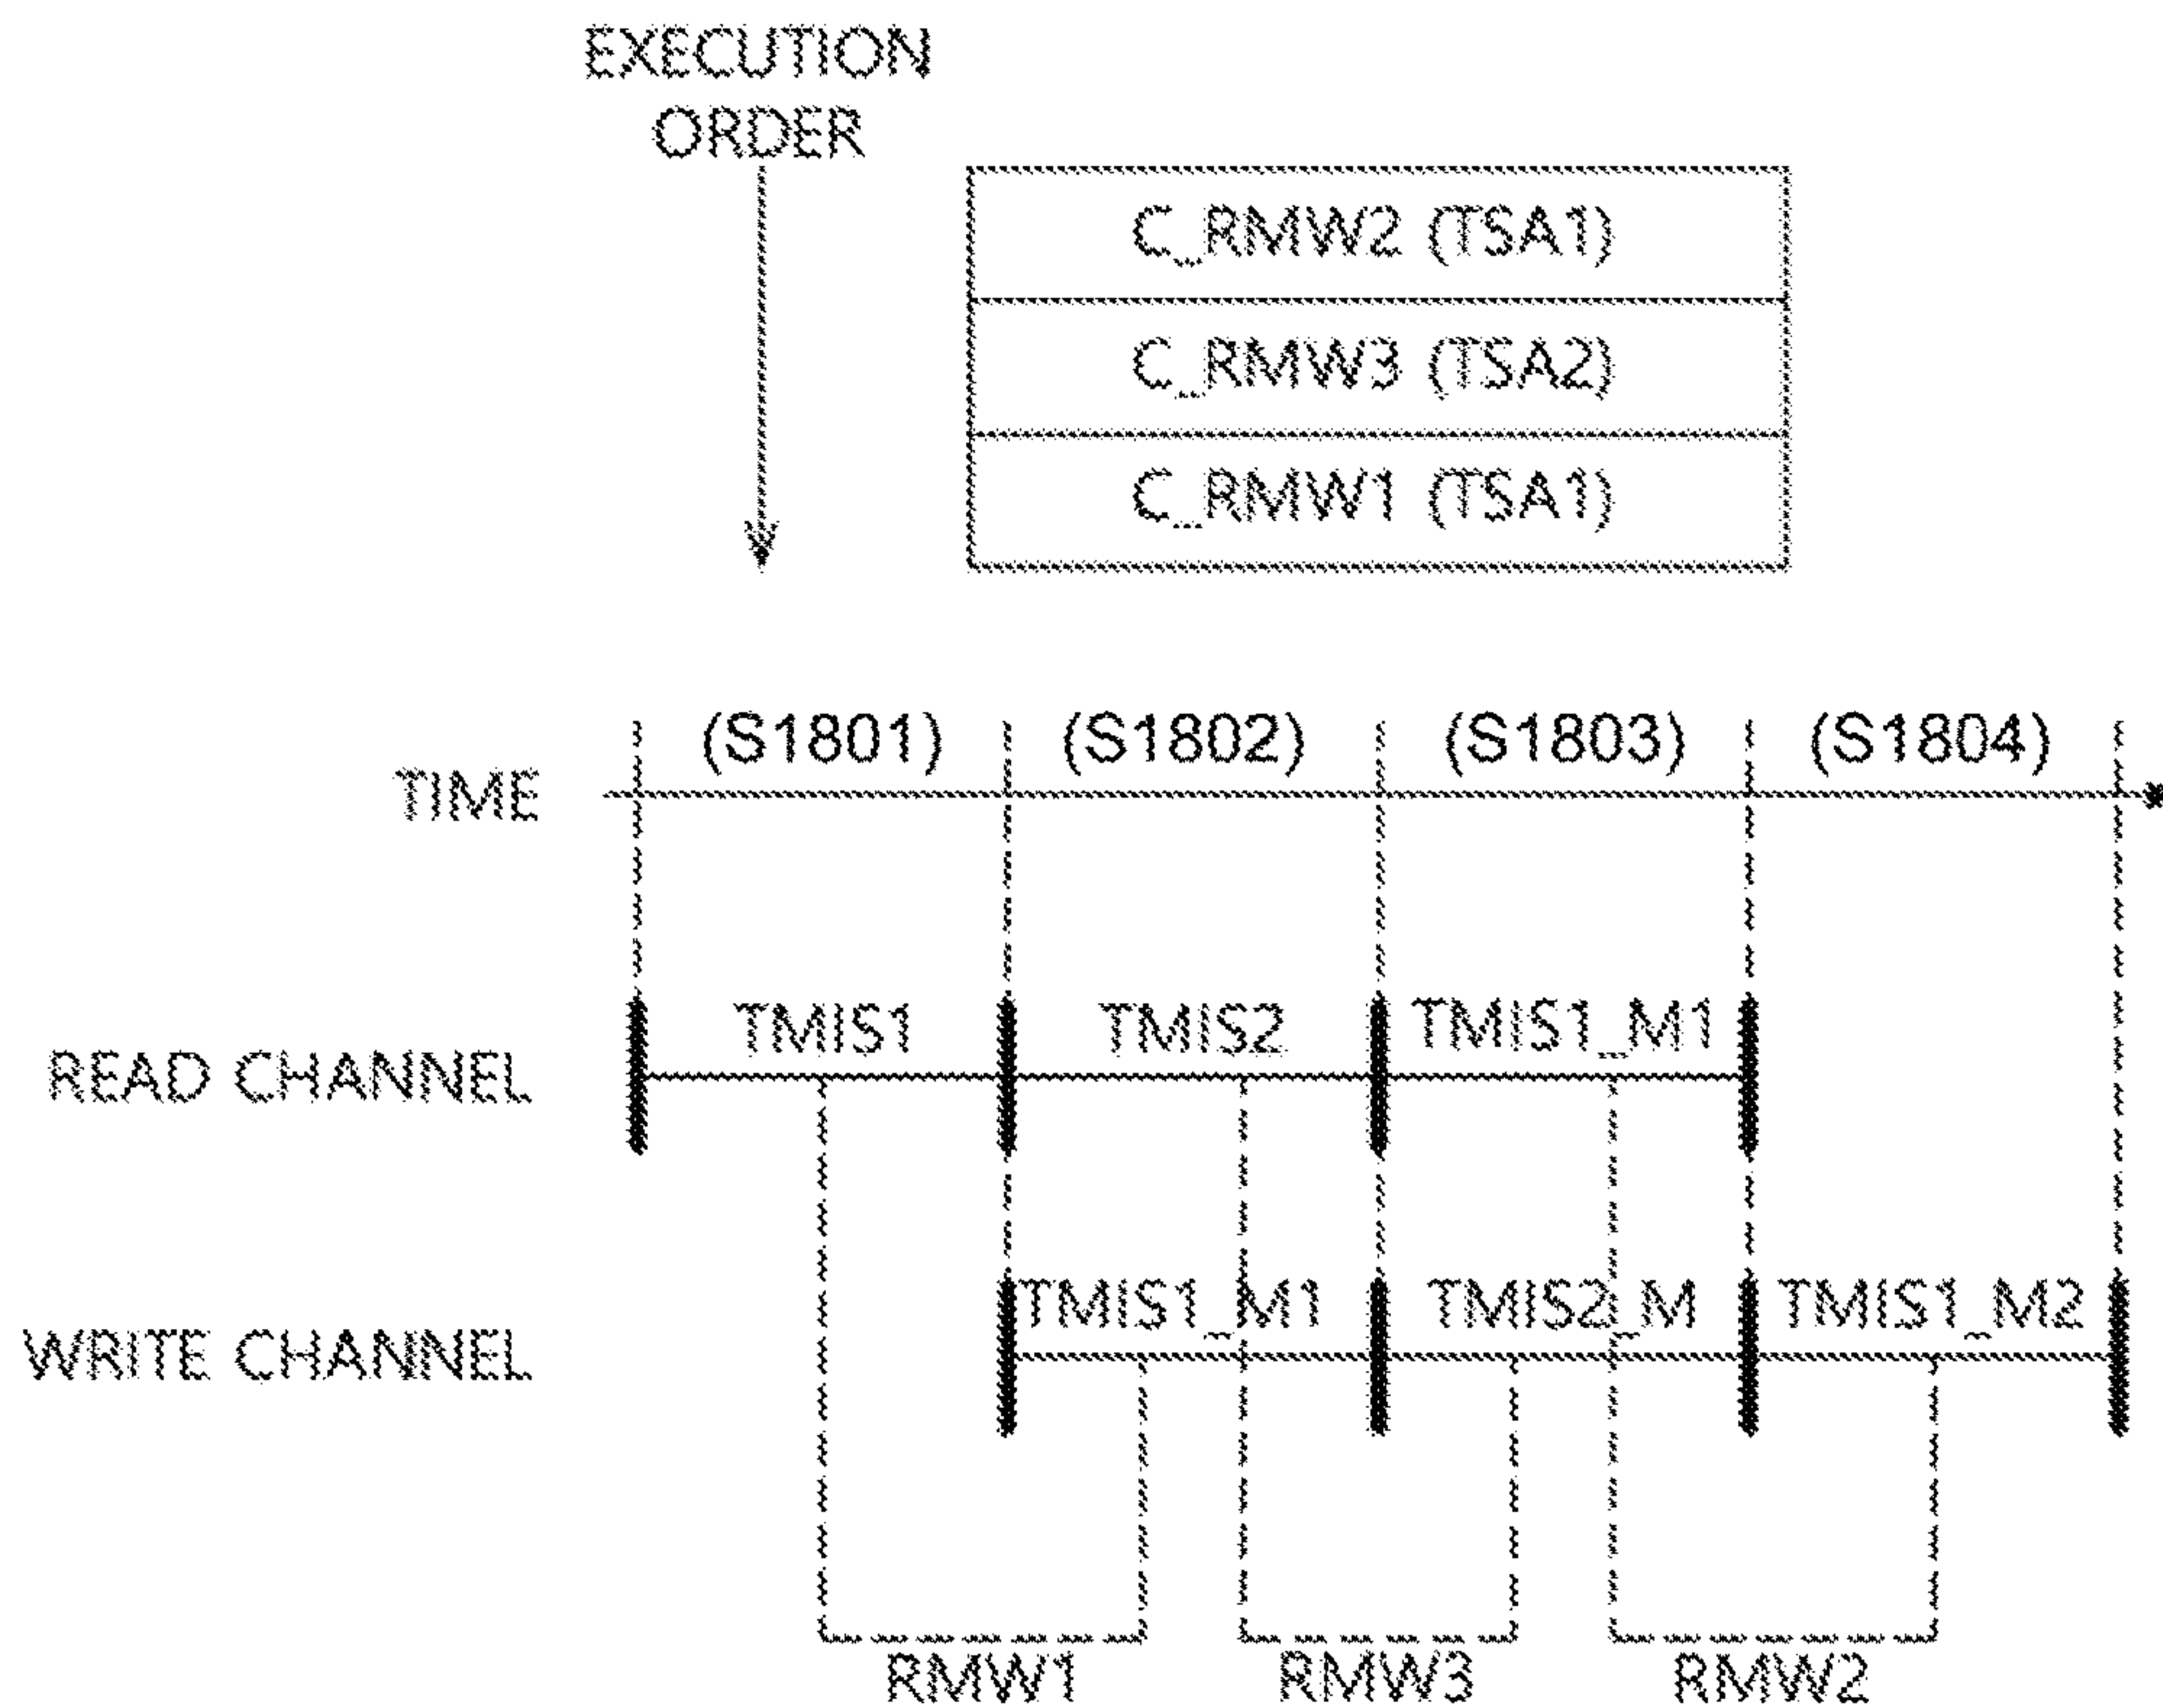 EXECUTION
ORDER
C_RMW2 (TSA1)
C_RMW3 (TSA2)
C_RMW1 (TSA1)
(S1801) (S1802) (S1803) (S1804)
TIME
TMIS1 TMIS2 TMIS1_M1
READ CHANNEL
TMIS1_M1 TMIS2_M TMIS1_M2
WRITE CHANNEL
RMW1 RMW3 RMW2